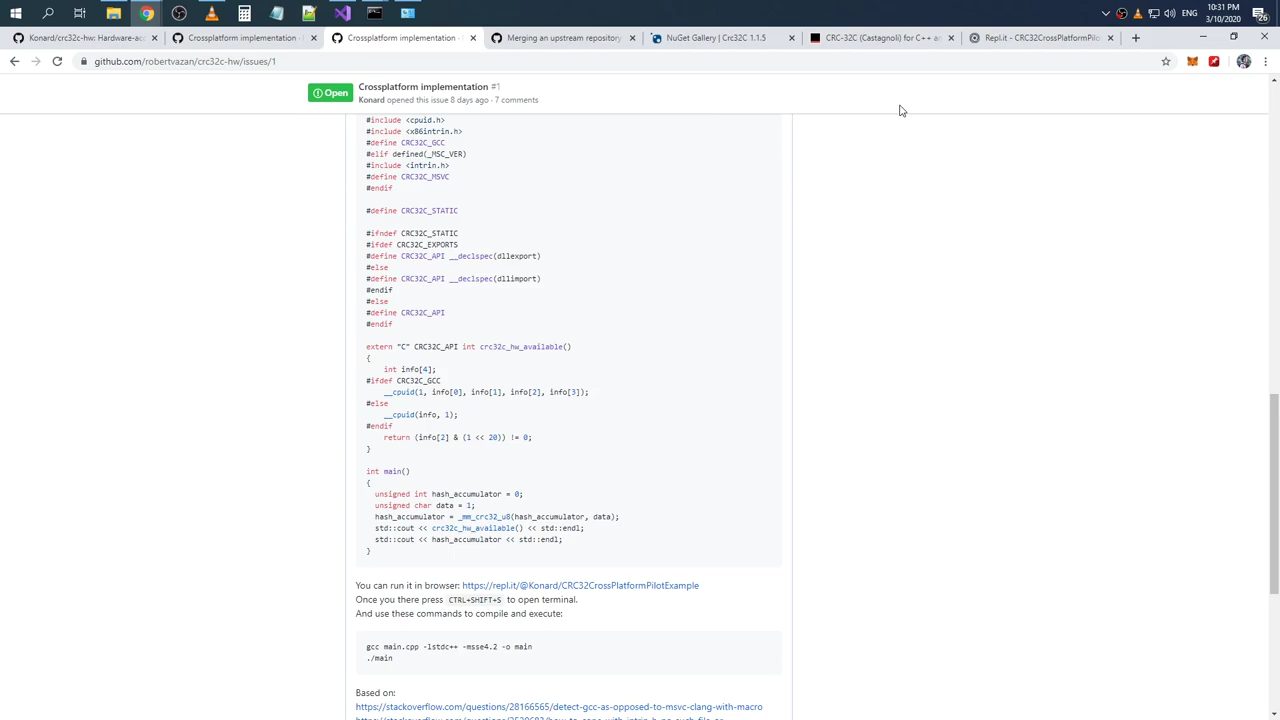 10:31 PM
ENG
3/10/2020
26
Konard/crc32c-hw: Hardware-acc
Crossplatform implementation ·
Crossplatform implementation ·
Merging an upstream repository
NuGet Gallery | Crc32C 1.1.5
CRC-32C (Castagnoli) for C++ an
Repl.it - CRC32CrossPlatformPilot
github.com/robertvazan/crc32c-hw/issues/1
Open
Crossplatform implementation #1
Konard opened this issue 8 days ago · 7 comments
#include <cpuid.h>
#include <x86intrin.h>
#define CRC32C_GCC
#elif defined(_MSC_VER)
#include <intrin.h>
#define CRC32C_MSVC
#endif
#define CRC32C_STATIC
#ifndef CRC32C_STATIC
#ifdef CRC32C_EXPORTS
#define CRC32C_API __declspec(dllexport)
#else
#define CRC32C_API __declspec(dllimport)
#endif
#else
#define CRC32C_API
#endif
extern "C" CRC32C_API int crc32c_hw_available()
{
int info[4];
#ifdef CRC32C_GCC
__cpuid(1, info[0], info[1], info[2], info[3]);
#else
__cpuid(info, 1);
#endif
return (info[2] & (1 << 20)) != 0;
}
int main()
{
unsigned int hash_accumulator = 0;
unsigned char data = 1;
hash_accumulator = _mm_crc32_u8(hash_accumulator, data);
std::cout << crc32c_hw_available() << std::endl;
std::cout << hash_accumulator << std::endl;
}
You can run it in browser: https://repl.it/@Konard/CRC32CrossPlatformPilotExample
Once you there press CTRL+SHIFT+S to open terminal.
And use these commands to compile and execute:
gcc main.cpp -lstdc++ -msse4.2 -o main
./main
Based on:
https://stackoverflow.com/questions/28166565/detect-gcc-as-opposed-to-msvc-clang-with-macro